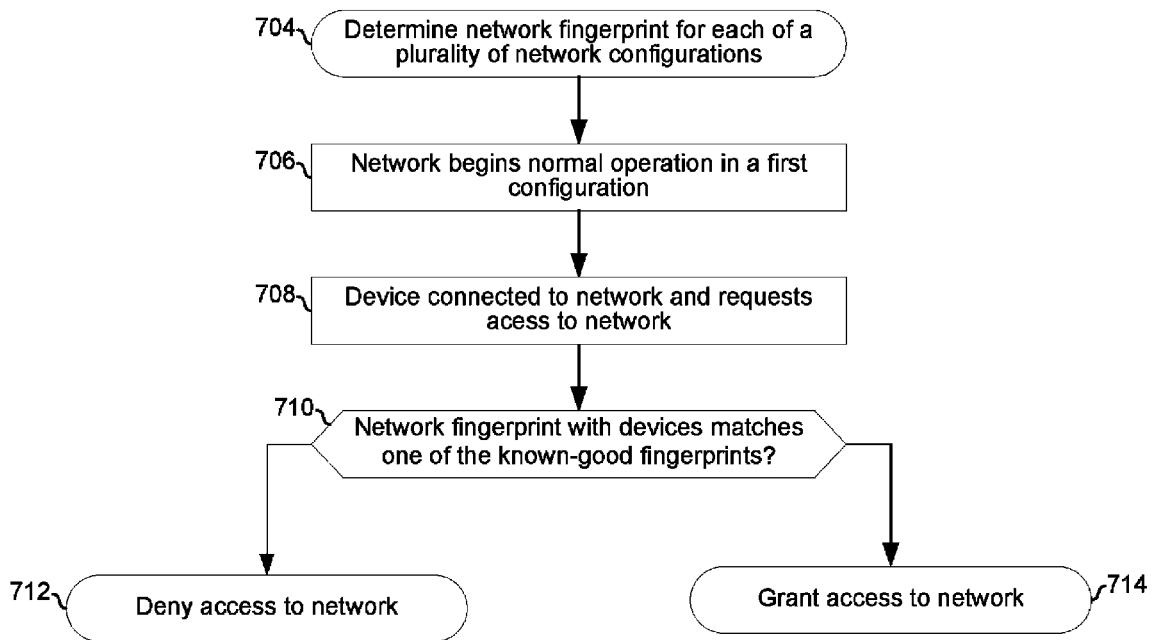 704
Determine network fingerprint for each of a
plurality of network configurations
706
Network begins normal operation in a first
configuration
708
Device connected to network and requests
acess to network
710
Network fingerprint with devices matches
one of the known-good fingerprints?
712
Deny access to network
Grant access to network
714